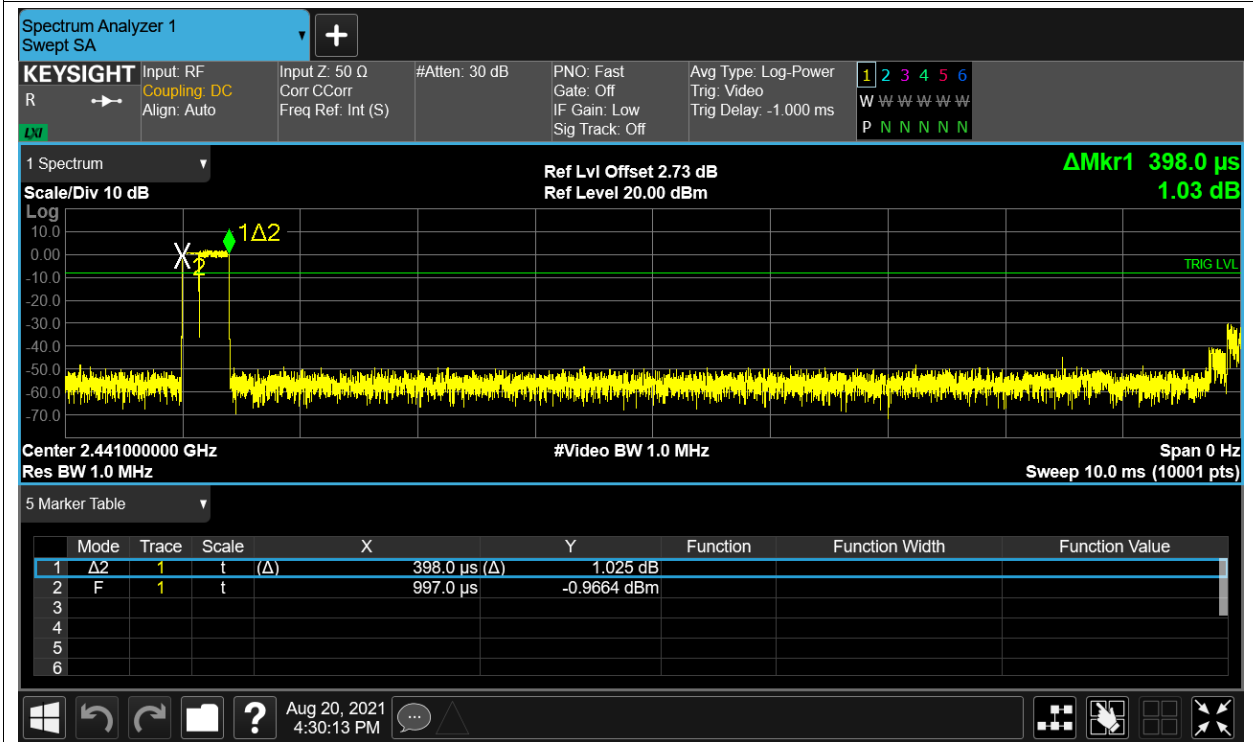 Spectrum Analyzer 1
Swept SA
KEYSIGHT Input: RF Input Z: 50 Ω #Atten: 30 dB PNO: Fast Avg Type: Log-Power 1 2 3 4 5 6
R Coupling: DC Corr CCorr Gate: Off Trig: Video W W W W W W
Align: Auto Freq Ref: Int (S) IF Gain: Low Trig Delay: -1.000 ms
LXI Sig Track: Off P N N N N N
1 Spectrum Ref Lvl Offset 2.73 dB ΔMkr1 398.0 µs
Scale/Div 10 dB Ref Level 20.00 dBm 1.03 dB
Log
10.0 1Δ2
0.00 2 TRIG LVL
-10.0
-20.0
-30.0
-40.0
-50.0
-60.0
-70.0
Center 2.441000000 GHz #Video BW 1.0 MHz Span 0 Hz
Res BW 1.0 MHz Sweep 10.0 ms (10001 pts)
5 Marker Table
Mode Trace Scale X Y Function Function Width Function Value
1 Δ2 1 t (Δ) 398.0 µs (Δ) 1.025 dB
2 F 1 t 997.0 µs -0.9664 dBm
3
4
5
6
? Aug 20, 2021
4:30:13 PM